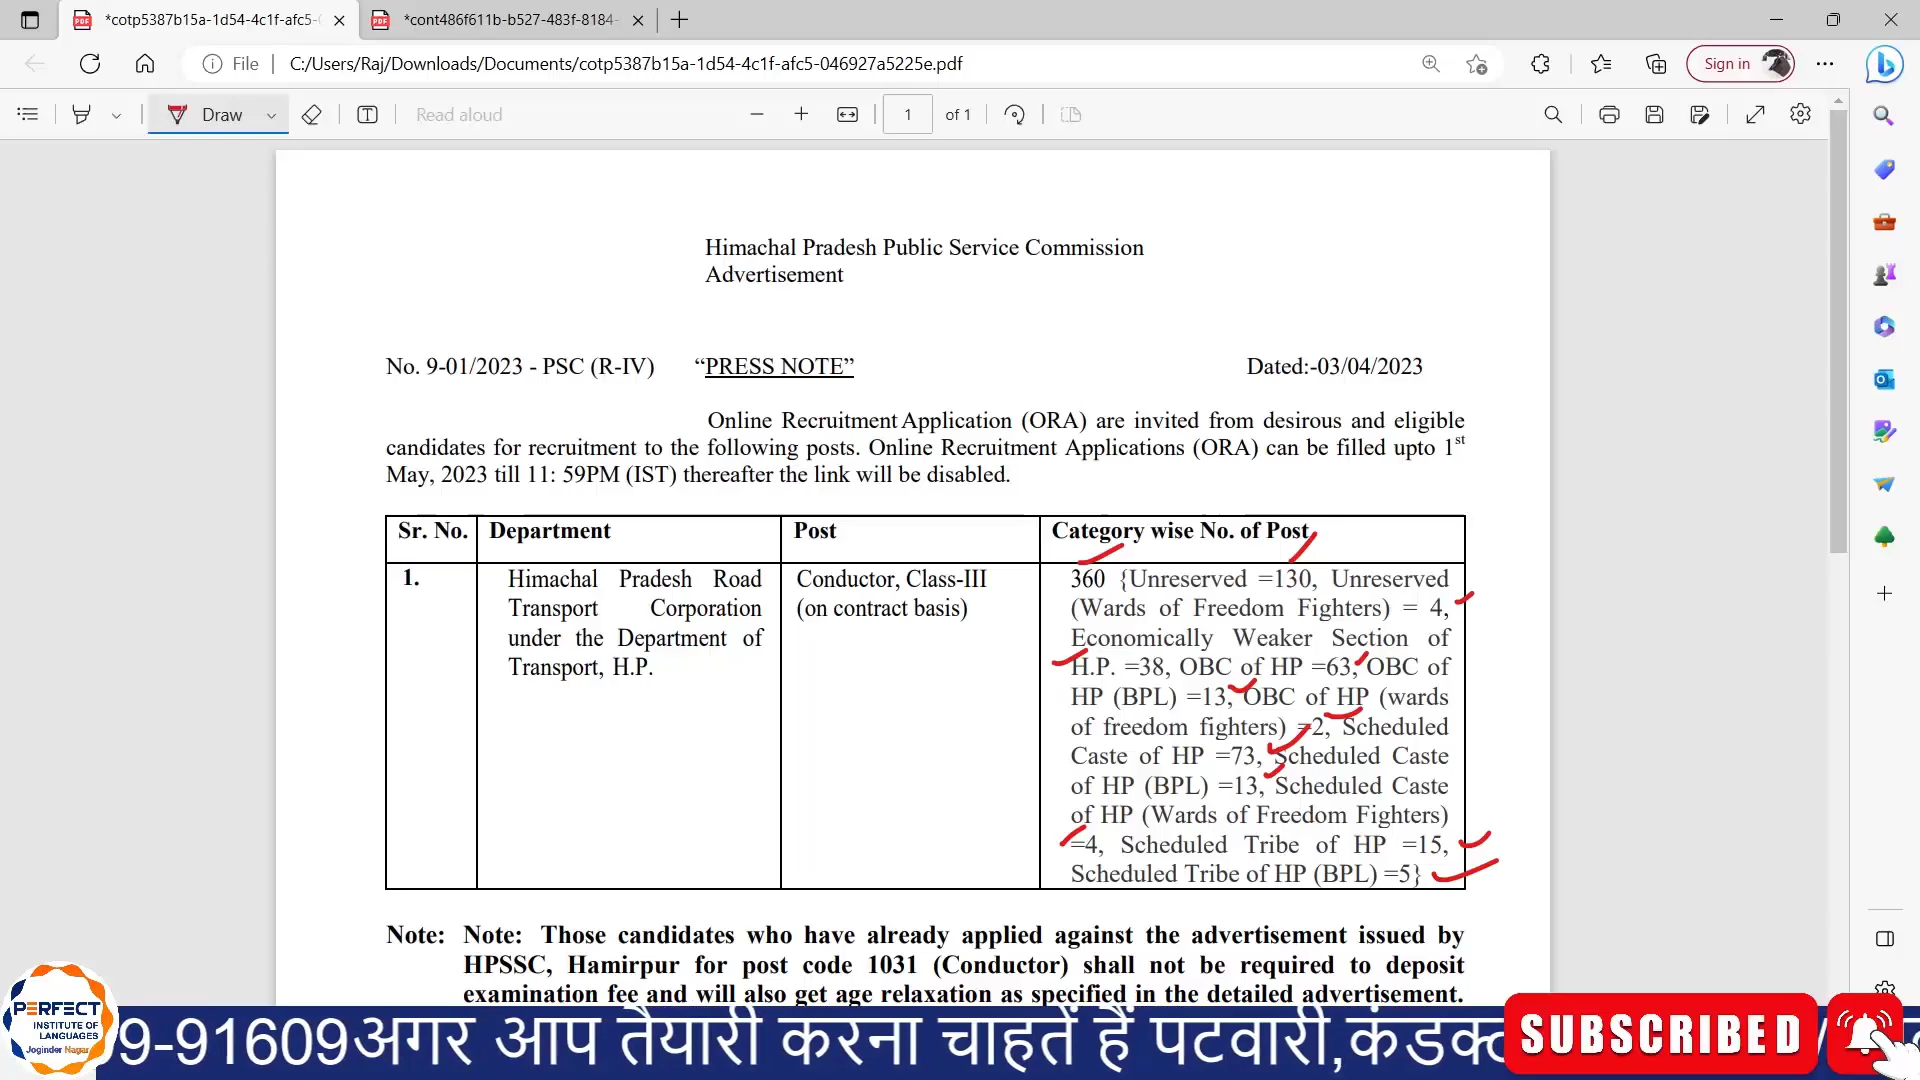 *cotp5387b15a-1d54-4c1f-afc5-
*cont486f611b-b527-483f-8184-
File
C:/Users/Raj/Downloads/Documents/cotp5387b15a-1d54-4c1f-afc5-046927a5225e.pdf
Sign in
Draw
Read aloud
1
of 1
Himachal Pradesh Public Service Commission
Advertisement
No. 9-01/2023 - PSC (R-IV) “PRESS NOTE” Dated:-03/04/2023
Online Recruitment Application (ORA) are invited from desirous and eligible
candidates for recruitment to the following posts. Online Recruitment Applications (ORA) can be filled upto 1st
May, 2023 till 11: 59PM (IST) thereafter the link will be disabled.
Sr. No. Department Post Category wise No. of Post
1.
Himachal Pradesh Road
Transport Corporation
under the Department of
Transport, H.P.
Conductor, Class-III
(on contract basis)
360 {Unreserved =130, Unreserved
(Wards of Freedom Fighters) = 4,
Economically Weaker Section of
H.P. =38, OBC of HP =63, OBC of
HP (BPL) =13, OBC of HP (wards
of freedom fighters) =2, Scheduled
Caste of HP =73, Scheduled Caste
of HP (BPL) =13, Scheduled Caste
of HP (Wards of Freedom Fighters)
=4, Scheduled Tribe of HP =15,
Scheduled Tribe of HP (BPL) =5}
Note: Note: Those candidates who have already applied against the advertisement issued by
HPSSC, Hamirpur for post code 1031 (Conductor) shall not be required to deposit
examination fee and will also get age relaxation as specified in the detailed advertisement.
PERFECT
INSTITUTE OF
LANGUAGES
Joginder Nagar
9-91609अगर आप तैयारी करना चाहतें हैं पटवारी,
SUBSCRIBED